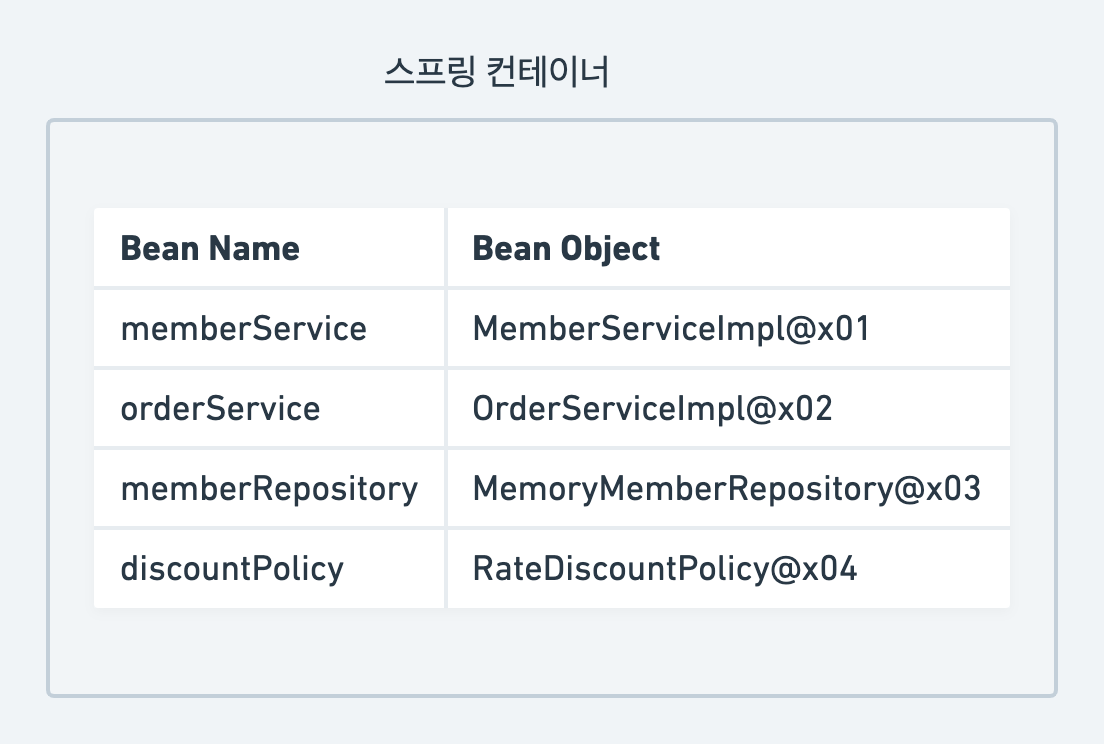 스프링 컨테이너
Bean Name Bean Object
memberService MemberServiceImpl@x01
orderService OrderServiceImpl@x02
memberRepository MemoryMemberRepository@x03
discountPolicy RateDiscountPolicy@x04